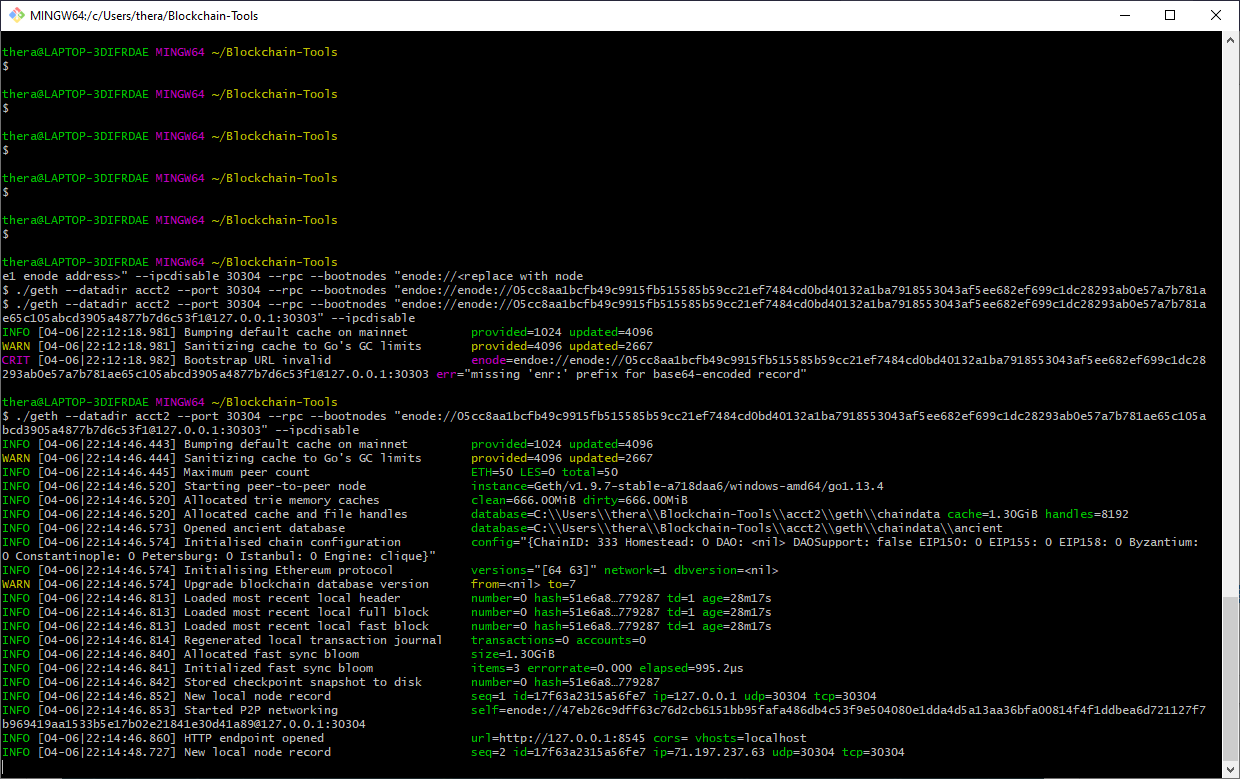 MINGW64:/c/Users/thera/Blockchain-Tools
thera@LAPTOP-3DIFRDAE MINGW64 ~/Blockchain-Tools
$
thera@LAPTOP-3DIFRDAE MINGW64 ~/Blockchain-Tools
$
thera@LAPTOP-3DIFRDAE MINGW64 ~/Blockchain-Tools
$
thera@LAPTOP-3DIFRDAE MINGW64 ~/Blockchain-Tools
$
thera@LAPTOP-3DIFRDAE MINGW64 ~/Blockchain-Tools
$
thera@LAPTOP-3DIFRDAE MINGW64 ~/Blockchain-Tools
e1 enode address>" --ipcdisable 30304 --rpc --bootnodes "enode://<replace with node
$ ./geth --datadir acct2 --port 30304 --rpc --bootnodes "endoe://enode://05cc8aa1bcfb49c9915fb515585b59cc21ef7484cd0bd40132a1ba7918553043af5ee682ef699c1dc28293ab0e57a7b781a
$ ./geth --datadir acct2 --port 30304 --rpc --bootnodes "endoe://enode://05cc8aa1bcfb49c9915fb515585b59cc21ef7484cd0bd40132a1ba7918553043af5ee682ef699c1dc28293ab0e57a7b781a
e65c105abcd3905a4877b7d6c53f1@127.0.0.1:30303" --ipcdisable
INFO [04-06|22:12:18.981] Bumping default cache on mainnet provided=1024 updated=4096
WARN [04-06|22:12:18.981] Sanitizing cache to Go's GC limits provided=4096 updated=2667
CRIT [04-06|22:12:18.982] Bootstrap URL invalid enode=endoe://enode://05cc8aa1bcfb49c9915fb515585b59cc21ef7484cd0bd40132a1ba7918553043af5ee682ef699c1dc28
293ab0e57a7b781ae65c105abcd3905a4877b7d6c53f1@127.0.0.1:30303 err="missing 'enr:' prefix for base64-encoded record"
thera@LAPTOP-3DIFRDAE MINGW64 ~/Blockchain-Tools
$ ./geth --datadir acct2 --port 30304 --rpc --bootnodes "enode://05cc8aa1bcfb49c9915fb515585b59cc21ef7484cd0bd40132a1ba7918553043af5ee682ef699c1dc28293ab0e57a7b781ae65c105a
bcd3905a4877b7d6c53f1@127.0.0.1:30303" --ipcdisable
INFO [04-06|22:14:46.443] Bumping default cache on mainnet provided=1024 updated=4096
WARN [04-06|22:14:46.444] Sanitizing cache to Go's GC limits provided=4096 updated=2667
INFO [04-06|22:14:46.445] Maximum peer count ETH=50 LES=0 total=50
INFO [04-06|22:14:46.520] Starting peer-to-peer node instance=Geth/v1.9.7-stable-a718daa6/windows-amd64/go1.13.4
INFO [04-06|22:14:46.520] Allocated trie memory caches clean=666.00MiB dirty=666.00MiB
INFO [04-06|22:14:46.520] Allocated cache and file handles database=C:\\Users\\thera\\Blockchain-Tools\\acct2\\geth\\chaindata cache=1.30GiB handles=8192
INFO [04-06|22:14:46.573] Opened ancient database database=C:\\Users\\thera\\Blockchain-Tools\\acct2\\geth\\chaindata\\ancient
INFO [04-06|22:14:46.574] Initialised chain configuration config="{ChainID: 333 Homestead: 0 DAO: <nil> DAOSupport: false EIP150: 0 EIP155: 0 EIP158: 0 Byzantium:
0 Constantinople: 0 Petersburg: 0 Istanbul: 0 Engine: clique}"
INFO [04-06|22:14:46.574] Initialising Ethereum protocol versions="[64 63]" network=1 dbversion=<nil>
WARN [04-06|22:14:46.574] Upgrade blockchain database version from=<nil> to=7
INFO [04-06|22:14:46.813] Loaded most recent local header number=0 hash=51e6a8…779287 td=1 age=28m17s
INFO [04-06|22:14:46.813] Loaded most recent local full block number=0 hash=51e6a8…779287 td=1 age=28m17s
INFO [04-06|22:14:46.813] Loaded most recent local fast block number=0 hash=51e6a8…779287 td=1 age=28m17s
INFO [04-06|22:14:46.814] Regenerated local transaction journal transactions=0 accounts=0
INFO [04-06|22:14:46.840] Allocated fast sync bloom size=1.30GiB
INFO [04-06|22:14:46.841] Initialized fast sync bloom items=3 errorrate=0.000 elapsed=995.2µs
INFO [04-06|22:14:46.842] Stored checkpoint snapshot to disk number=0 hash=51e6a8…779287
INFO [04-06|22:14:46.852] New local node record seq=1 id=17f63a2315a56fe7 ip=127.0.0.1 udp=30304 tcp=30304
INFO [04-06|22:14:46.853] Started P2P networking self=enode://47eb26c9dff63c76d2cb6151bb95fafa486db4c53f9e504080e1dda4d5a13aa36bfa00814f4f1ddbea6d721127f7
b969419aa1533b5e17b02e21841e30d41a89@127.0.0.1:30304
INFO [04-06|22:14:46.860] HTTP endpoint opened url=http://127.0.0.1:8545 cors= vhosts=localhost
INFO [04-06|22:14:48.727] New local node record seq=2 id=17f63a2315a56fe7 ip=71.197.237.63 udp=30304 tcp=30304